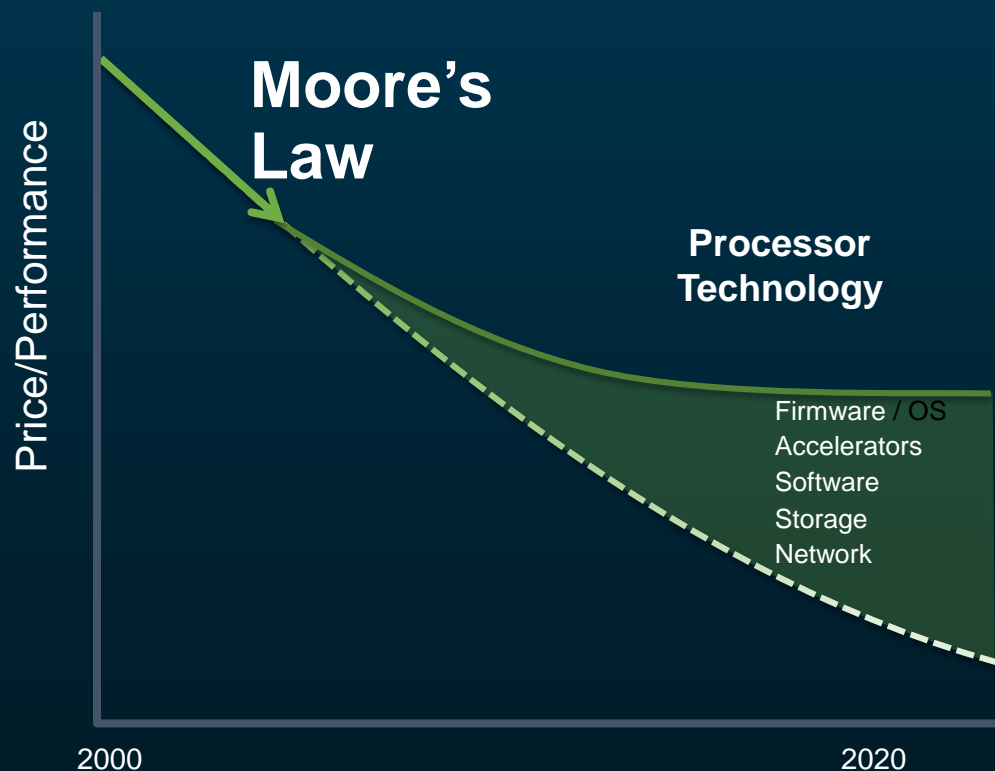 Moore’s
Law
Price/Performance
Processor
Technology
Firmware / OS
Accelerators
Software
Storage
Network
2000
2020